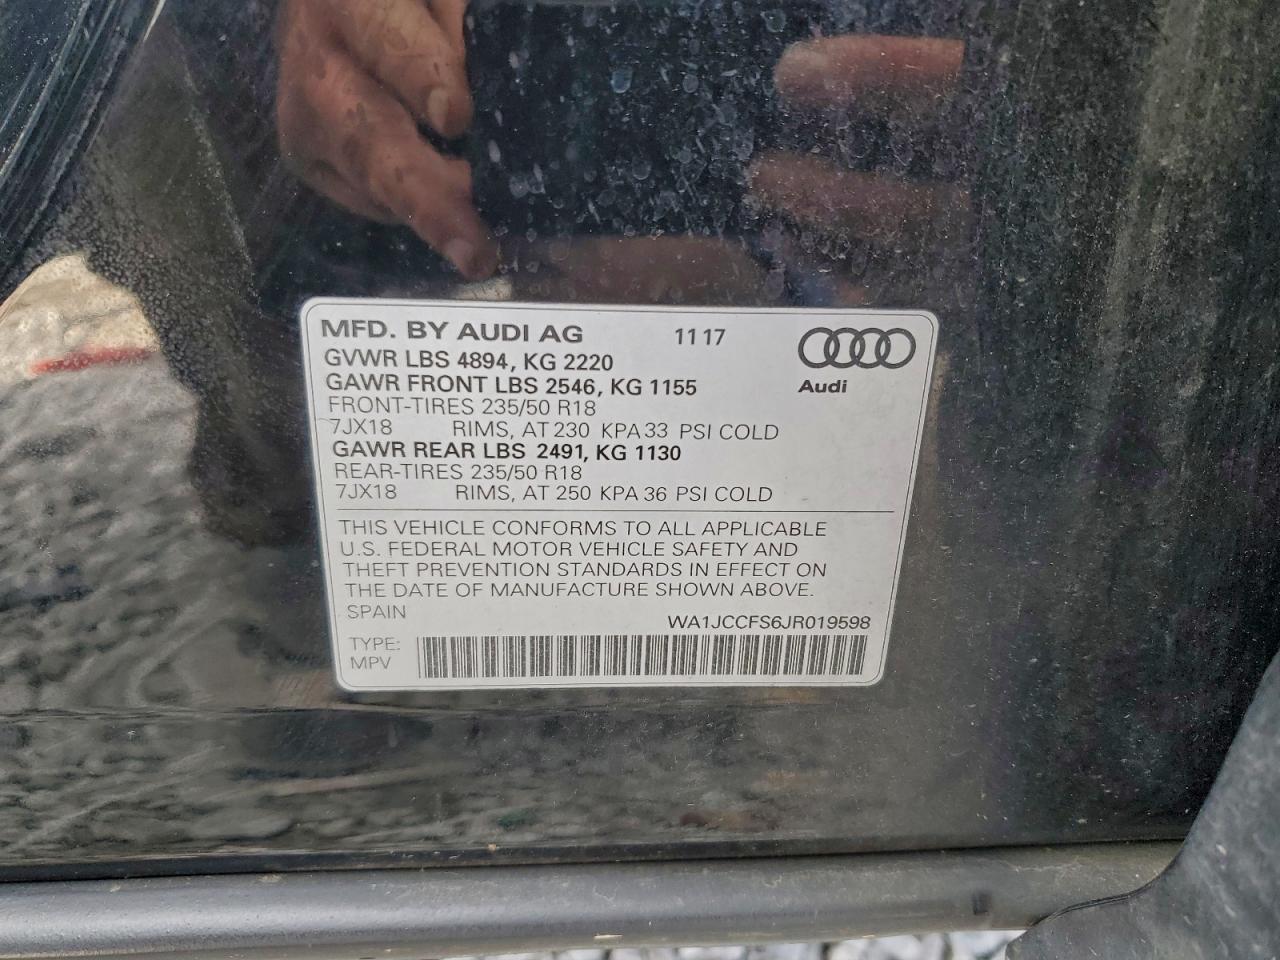 MFD. BY AUDI AG 11 17
GVWR LBS 4894, KG 2220
GAWR FRONT LBS 2546, KG 1155
Audi
FRONT-TIRES 235/50 R18
7JX18 RIMS, AT 230 KPA 33 PSI COLD
GAWR REAR LBS 2491, KG 1130
REAR-TIRES 235/50 R18
7JX18 RIMS, AT 250 KPA 36 PSI COLD
THIS VEHICLE CONFORMS TO ALL APPLICABLE
U.S. FEDERAL MOTOR VEHICLE SAFETY AND
THEFT PREVENTION STANDARDS IN EFFECT ON
THE DATE OF MANUFACTURE SHOWN ABOVE.
SPAIN
WA1JCCFS6JR019598
TYPE:
MPV